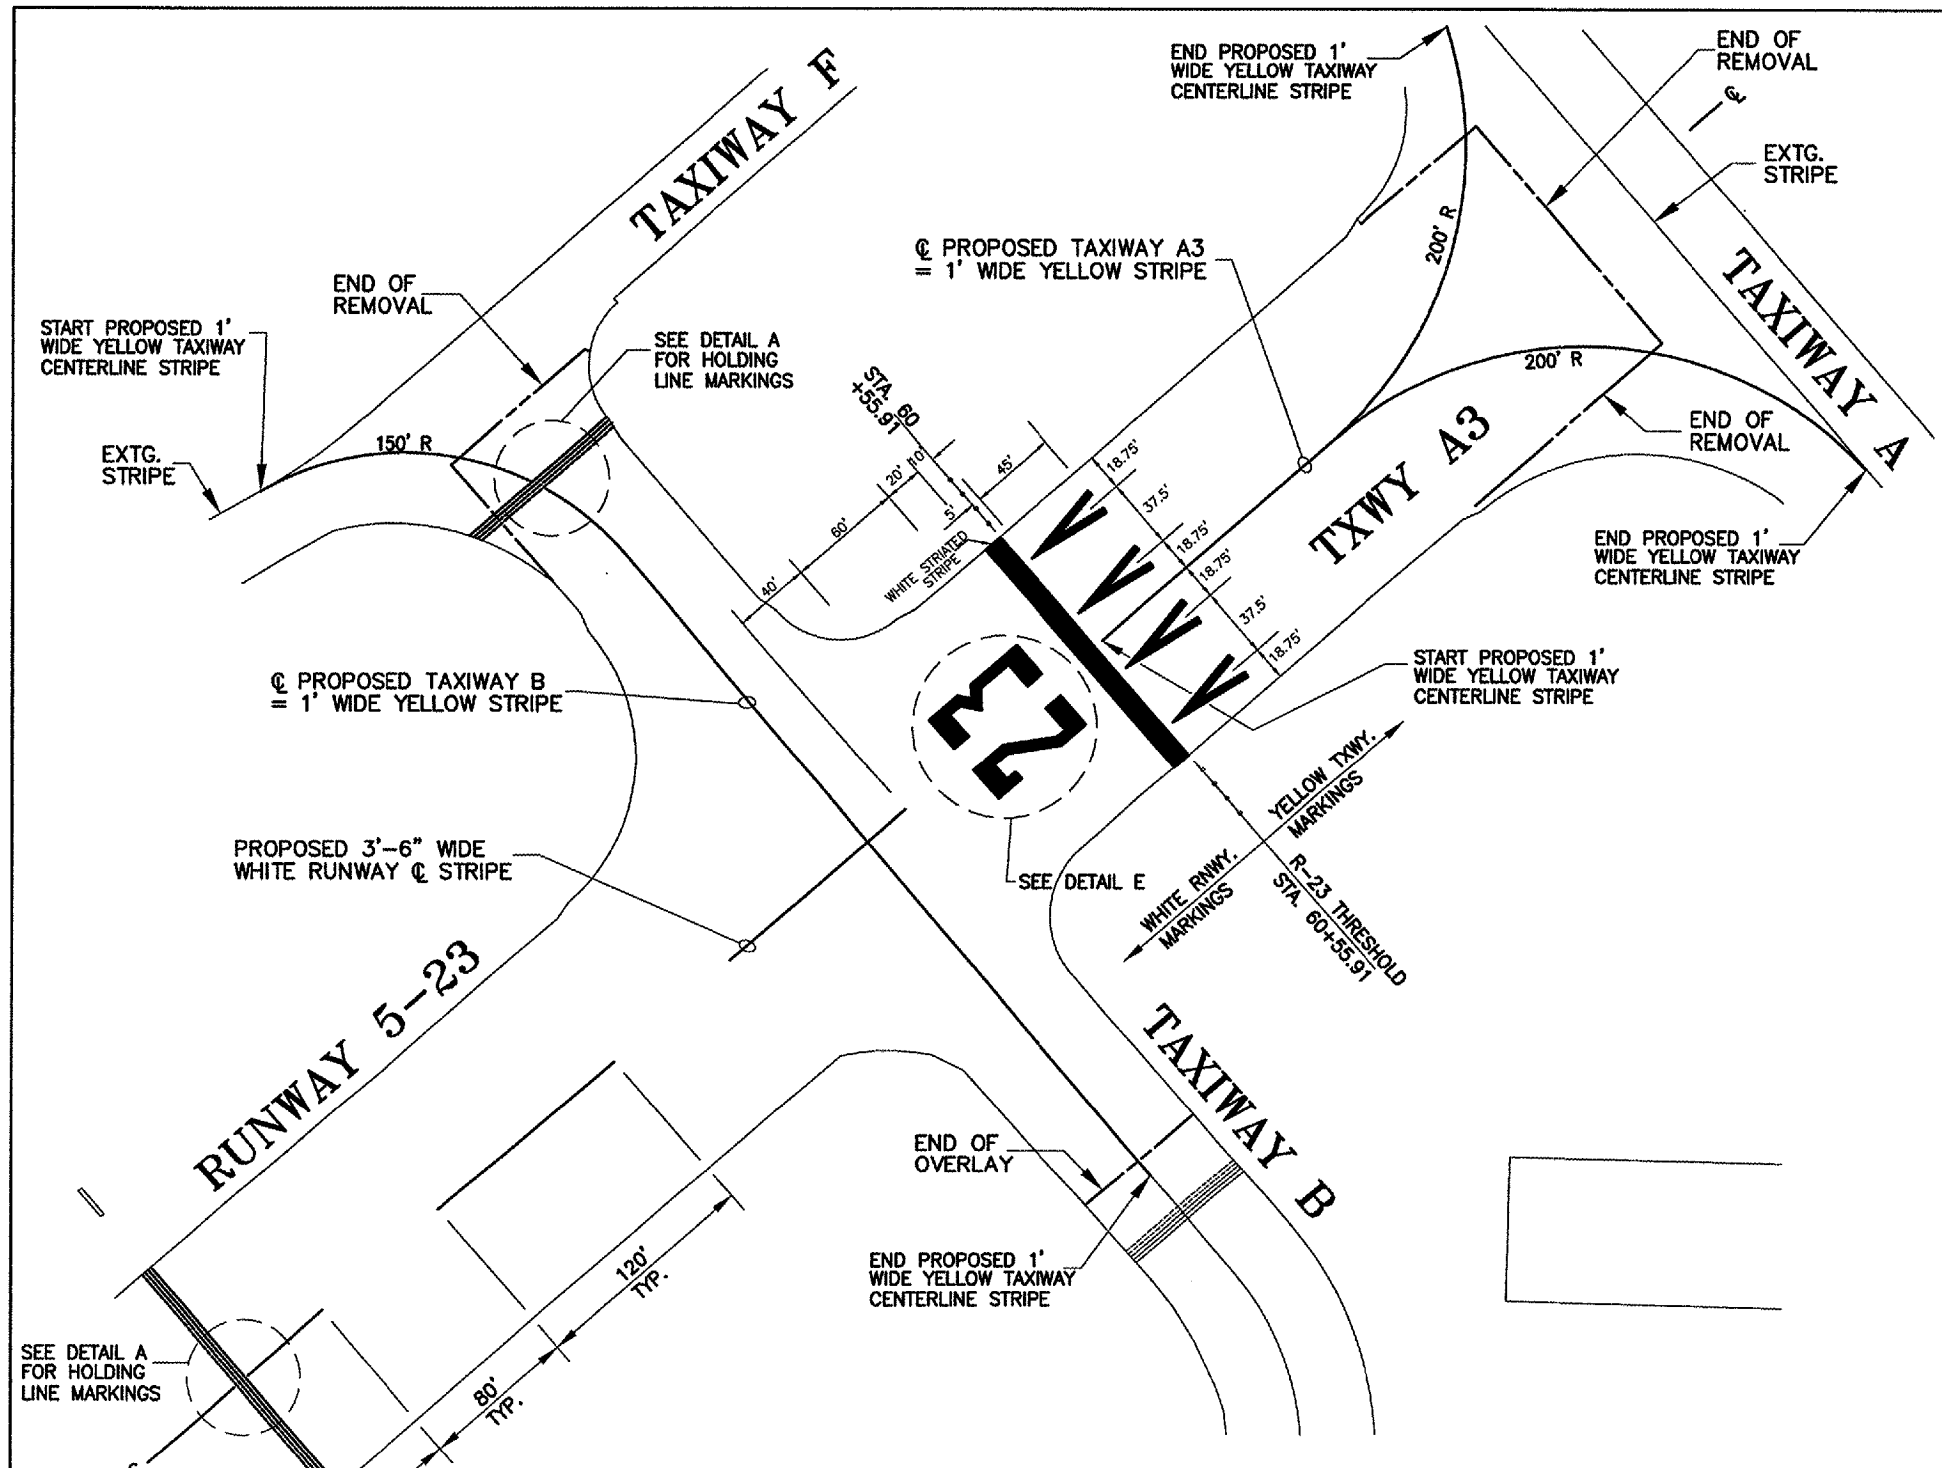 TAXIWAY F
END PROPOSED 1'
WIDE YELLOW TAXIWAY
CENTERLINE STRIPE
END OF
REMOVAL
℄
EXTG.
STRIPE
TAXIWAY A
200' R
℄ PROPOSED TAXIWAY A3
= 1' WIDE YELLOW STRIPE
END OF
REMOVAL
START PROPOSED 1'
WIDE YELLOW TAXIWAY
CENTERLINE STRIPE
SEE DETAIL A
FOR HOLDING
LINE MARKINGS
STA. 60
+55.91
200' R
EXTG.
STRIPE
150' R
TXWY A3
END OF
REMOVAL
10'
20'
45'
5'
60'
40'
18.75'
37.5'
18.75'
18.75'
37.5'
18.75'
WHITE STRIATED
STRIPE
END PROPOSED 1'
WIDE YELLOW TAXIWAY
CENTERLINE STRIPE
23
℄ PROPOSED TAXIWAY B
= 1' WIDE YELLOW STRIPE
START PROPOSED 1'
WIDE YELLOW TAXIWAY
CENTERLINE STRIPE
YELLOW TXWY.
MARKINGS
WHITE RNWY.
MARKINGS
R-23 THRESHOLD
STA. 60+55.91
PROPOSED 3'-6" WIDE
WHITE RUNWAY ℄ STRIPE
SEE DETAIL E
RUNWAY 5-23
TAXIWAY B
END OF
OVERLAY
END PROPOSED 1'
WIDE YELLOW TAXIWAY
CENTERLINE STRIPE
120'
TYP.
80'
TYP.
SEE DETAIL A
FOR HOLDING
LINE MARKINGS